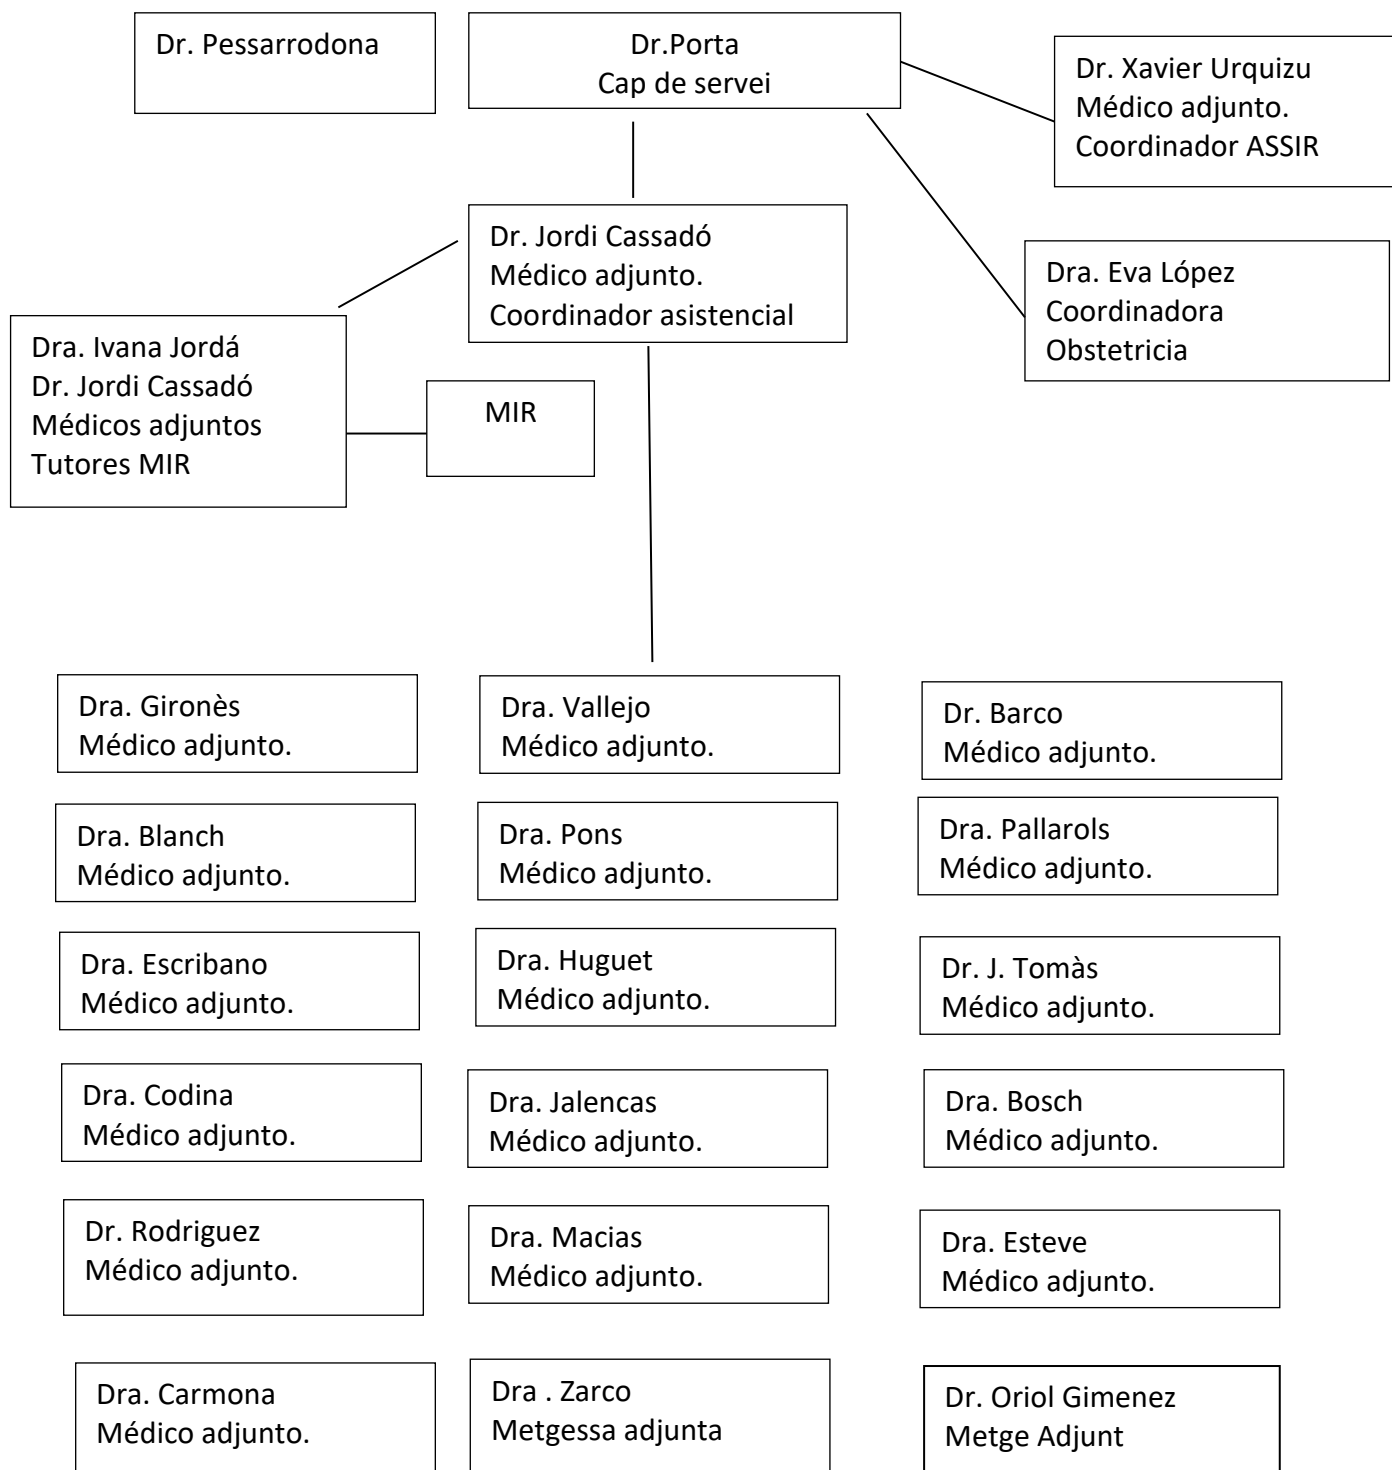 Dr. Pessarrodona
Dr.Porta
Cap de servei
Dr. Xavier Urquizu
Médico adjunto.
Coordinador ASSIR
Dr. Jordi Cassadó
Médico adjunto.
Coordinador asistencial
Dra. Eva López
Coordinadora
Obstetricia
Dra. Ivana Jordá
Dr. Jordi Cassadó
Médicos adjuntos
Tutores MIR
MIR
Dra. Gironès
Médico adjunto.
Dra. Vallejo
Médico adjunto.
Dr. Barco
Médico adjunto.
Dra. Blanch
Médico adjunto.
Dra. Pons
Médico adjunto.
Dra. Pallarols
Médico adjunto.
Dra. Escribano
Médico adjunto.
Dra. Huguet
Médico adjunto.
Dr. J. Tomàs
Médico adjunto.
Dra. Codina
Médico adjunto.
Dra. Jalencas
Médico adjunto.
Dra. Bosch
Médico adjunto.
Dr. Rodriguez
Médico adjunto.
Dra. Macias
Médico adjunto.
Dra. Esteve
Médico adjunto.
Dra. Carmona
Médico adjunto.
Dra . Zarco
Metgessa adjunta
Dr. Oriol Gimenez
Metge Adjunt